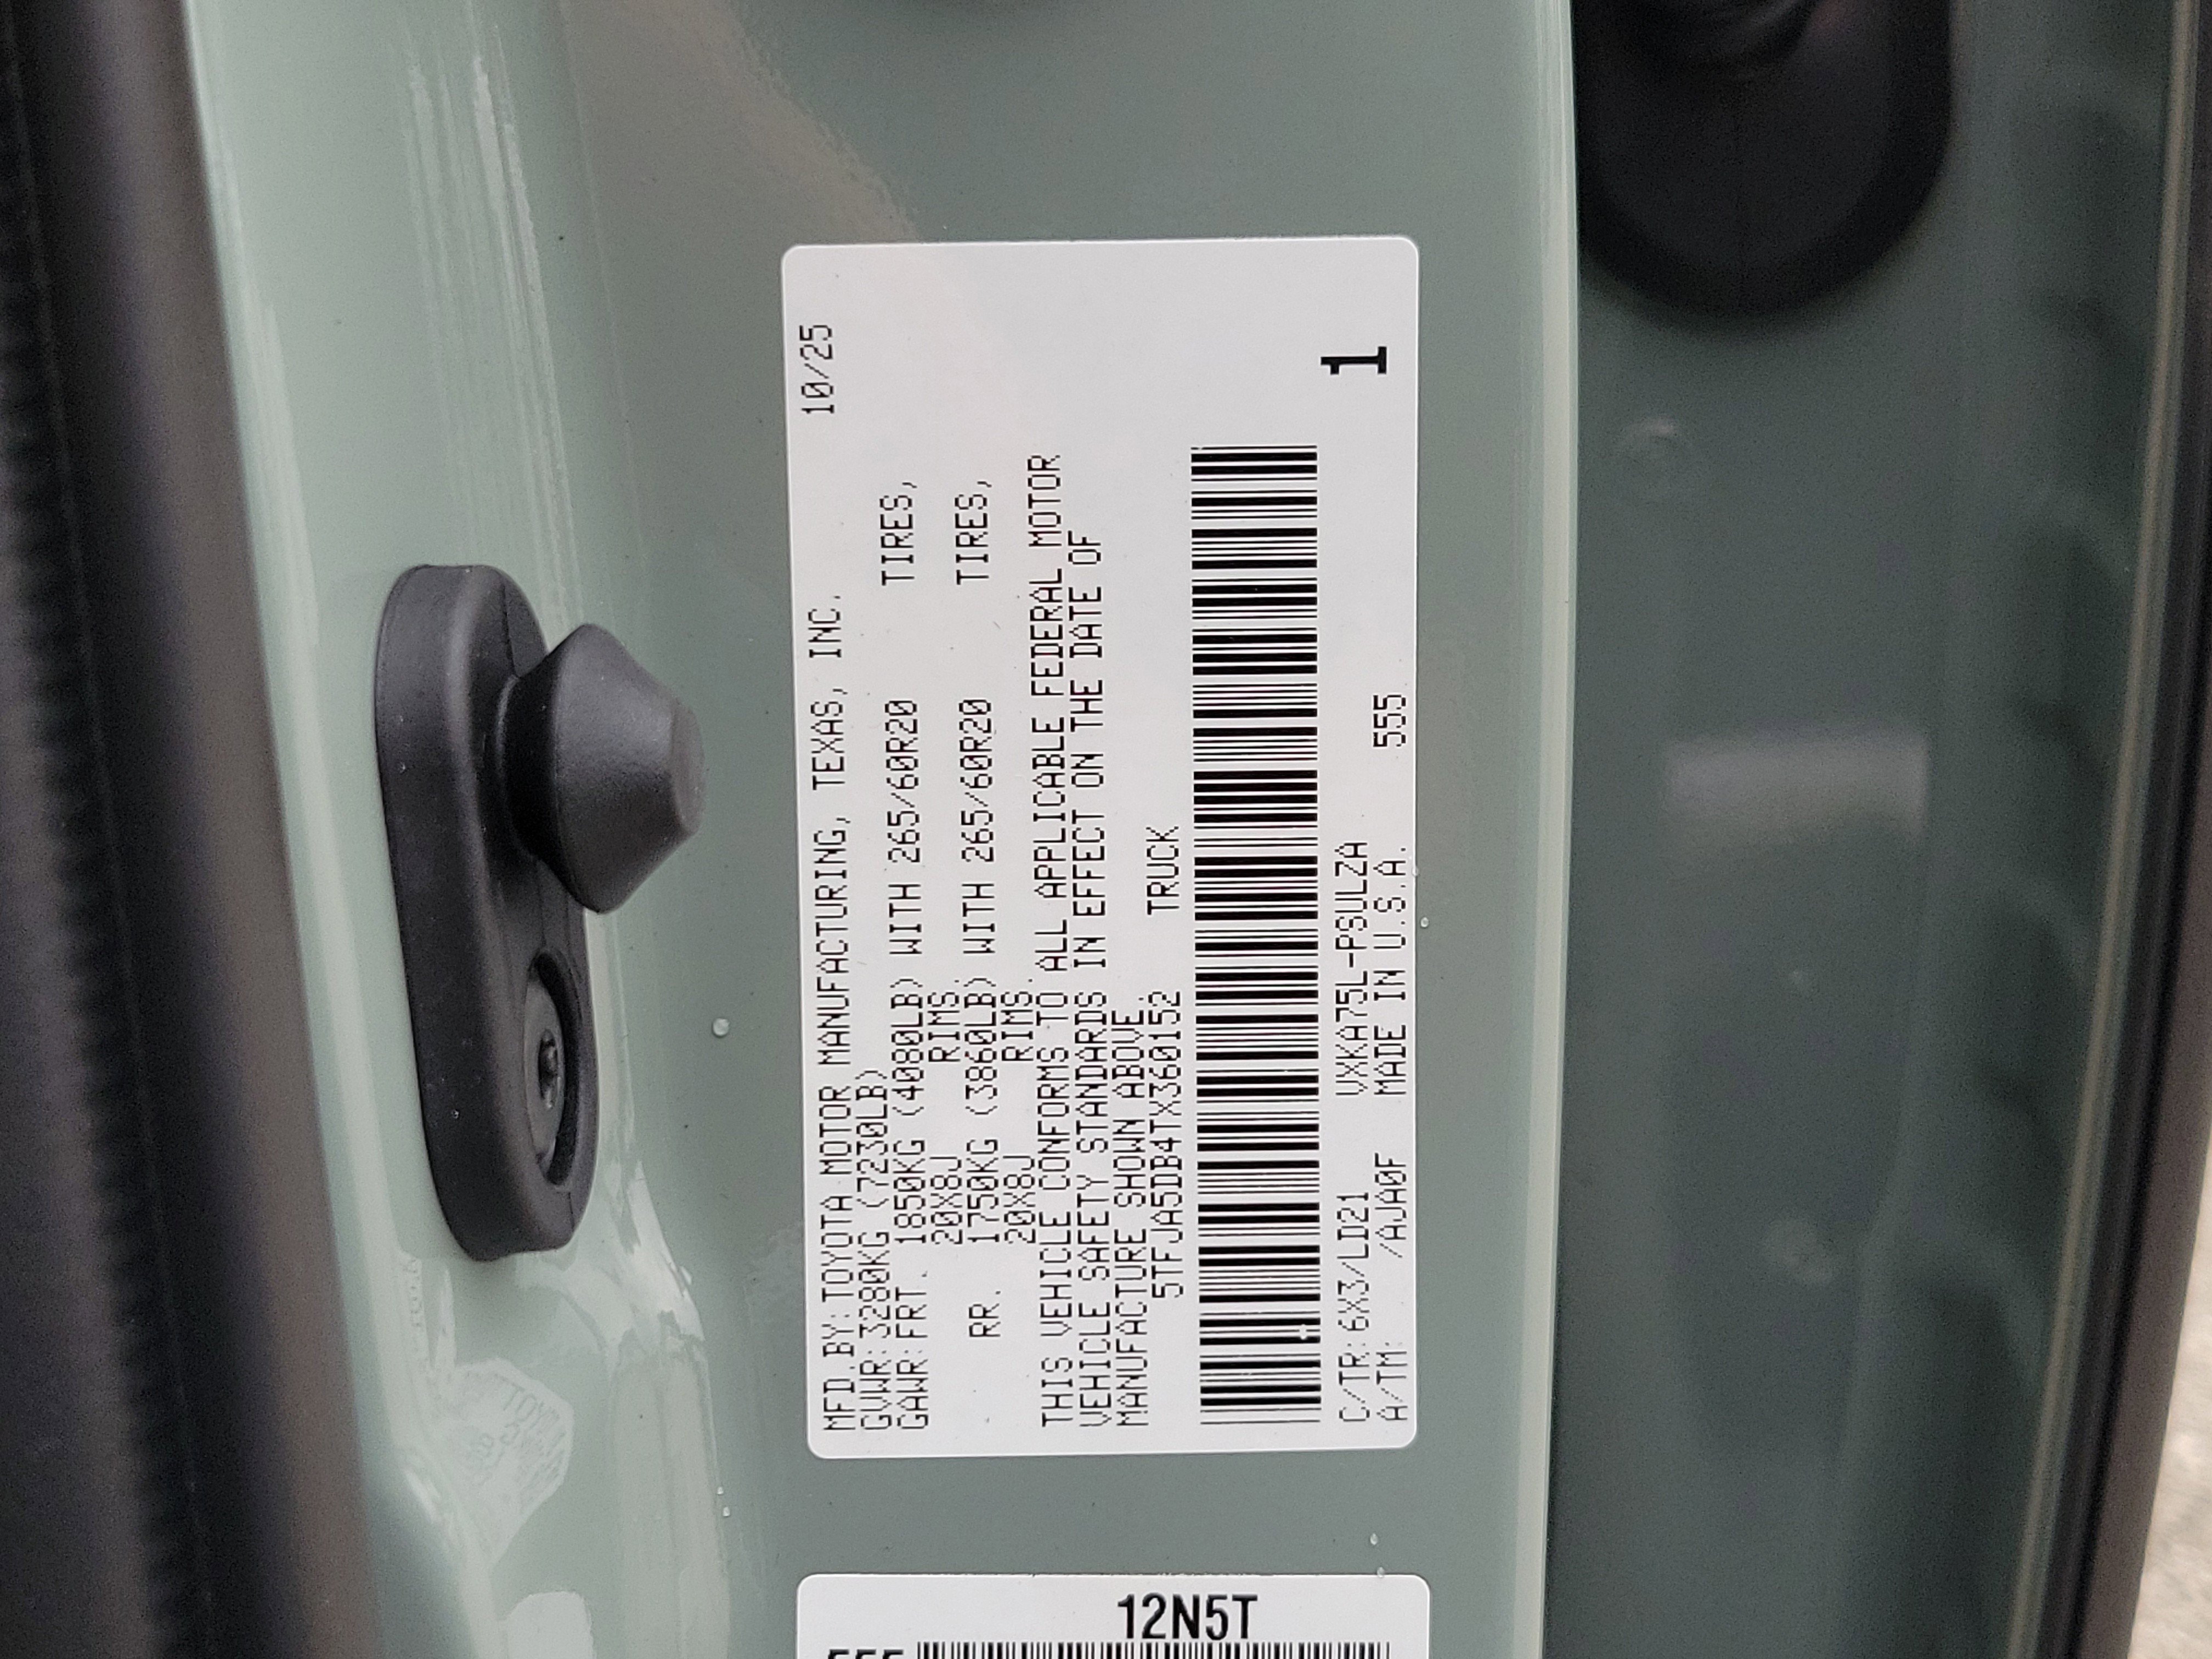 MFD.BY:TOYOTA MOTOR MANUFACTURING, TEXAS, INC. 10/25
GVWR:3280KG (7230LB)
GAWR:FRT. 1850KG (4080LB) WITH 265/60R20 TIRES,
20X8J RIMS.
RR. 1750KG (3860LB) WITH 265/60R20 TIRES,
20X8J RIMS.
THIS VEHICLE CONFORMS TO ALL APPLICABLE FEDERAL MOTOR
VEHICLE SAFETY STANDARDS IN EFFECT ON THE DATE OF
MANUFACTURE SHOWN ABOVE.
5TFJA5DB4TX360152 TRUCK
1
C/TR:6X3/LD21 VXKA75L-PSULZA
A/TM: /AJA0F MADE IN U.S.A. 555
12N5T
555